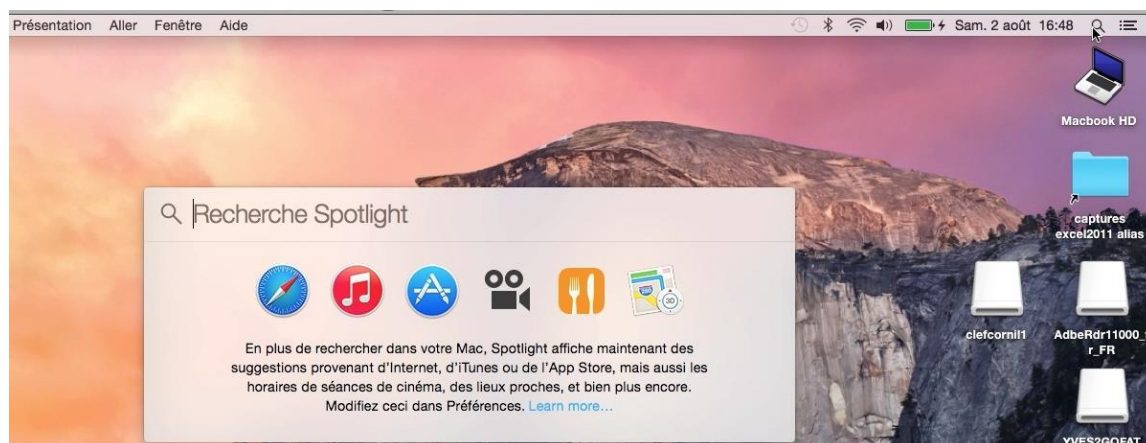 Présentation Aller Fenêtre Aide Sam. 2 août 16:48
Macbook HD
captures
excel2011 alias
Recherche Spotlight
clefcornil1
AdbeRdr11000_
r_FR
En plus de rechercher dans votre Mac, Spotlight affiche maintenant des
suggestions provenant d'Internet, d'iTunes ou de l'App Store, mais aussi les
horaires de séances de cinéma, des lieux proches, et bien plus encore.
Modifiez ceci dans Préférences. Learn more…
3D
YVES2GOFAT